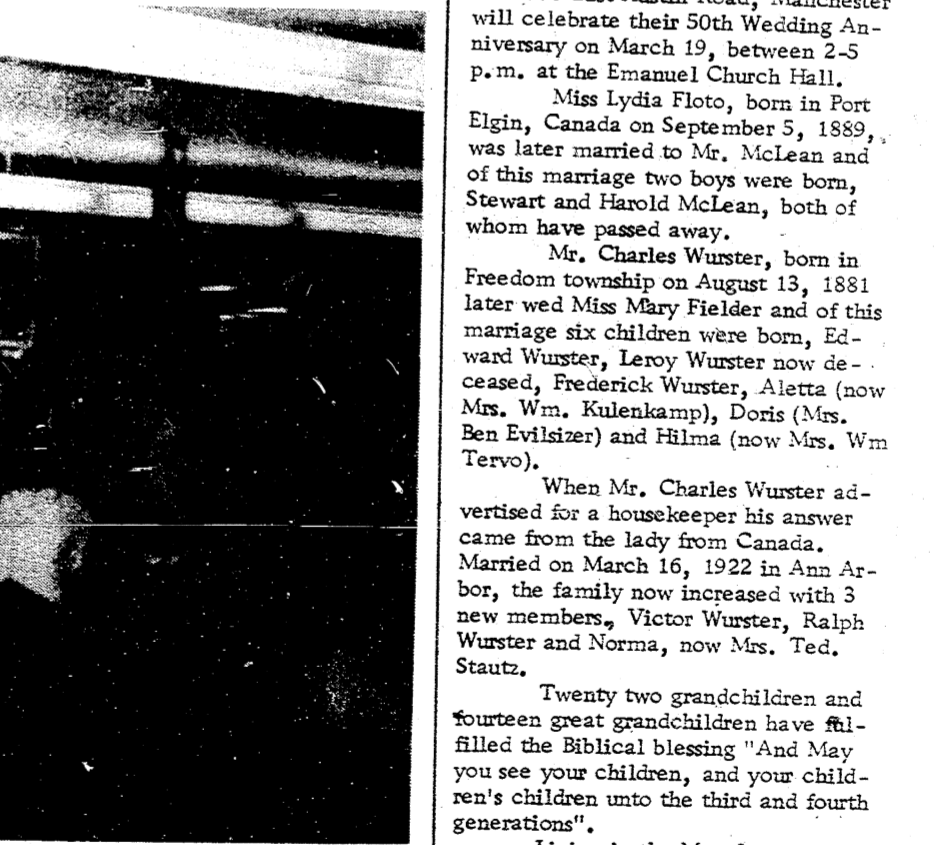 Road, Manchester
will celebrate their 50th Wedding An-
niversary on March 19, between 2-5
p.m. at the Emanuel Church Hall.
Miss Lydia Floto, born in Port
Elgin, Canada on September 5, 1889,
was later married to Mr. McLean and
of this marriage two boys were born,
Stewart and Harold McLean, both of
whom have passed away.
Mr. Charles Wurster, born in
Freedom township on August 13, 1881
later wed Miss Mary Fielder and of this
marriage six children were born, Ed-
ward Wurster, Leroy Wurster now de-
ceased, Frederick Wurster, Aletta (now
Mrs. Wm. Kulenkamp), Doris (Mrs.
Ben Evilsizer) and Hilma (now Mrs. Wm
Tervo).
When Mr. Charles Wurster ad-
vertised for a housekeeper his answer
came from the lady from Canada.
Married on March 16, 1922 in Ann Ar-
bor, the family now increased with 3
new members, Victor Wurster, Ralph
Wurster and Norma, now Mrs. Ted.
Stautz.
Twenty two grandchildren and
fourteen great grandchildren have ful-
filled the Biblical blessing "And May
you see your children, and your child-
ren's children unto the third and fourth
generations".